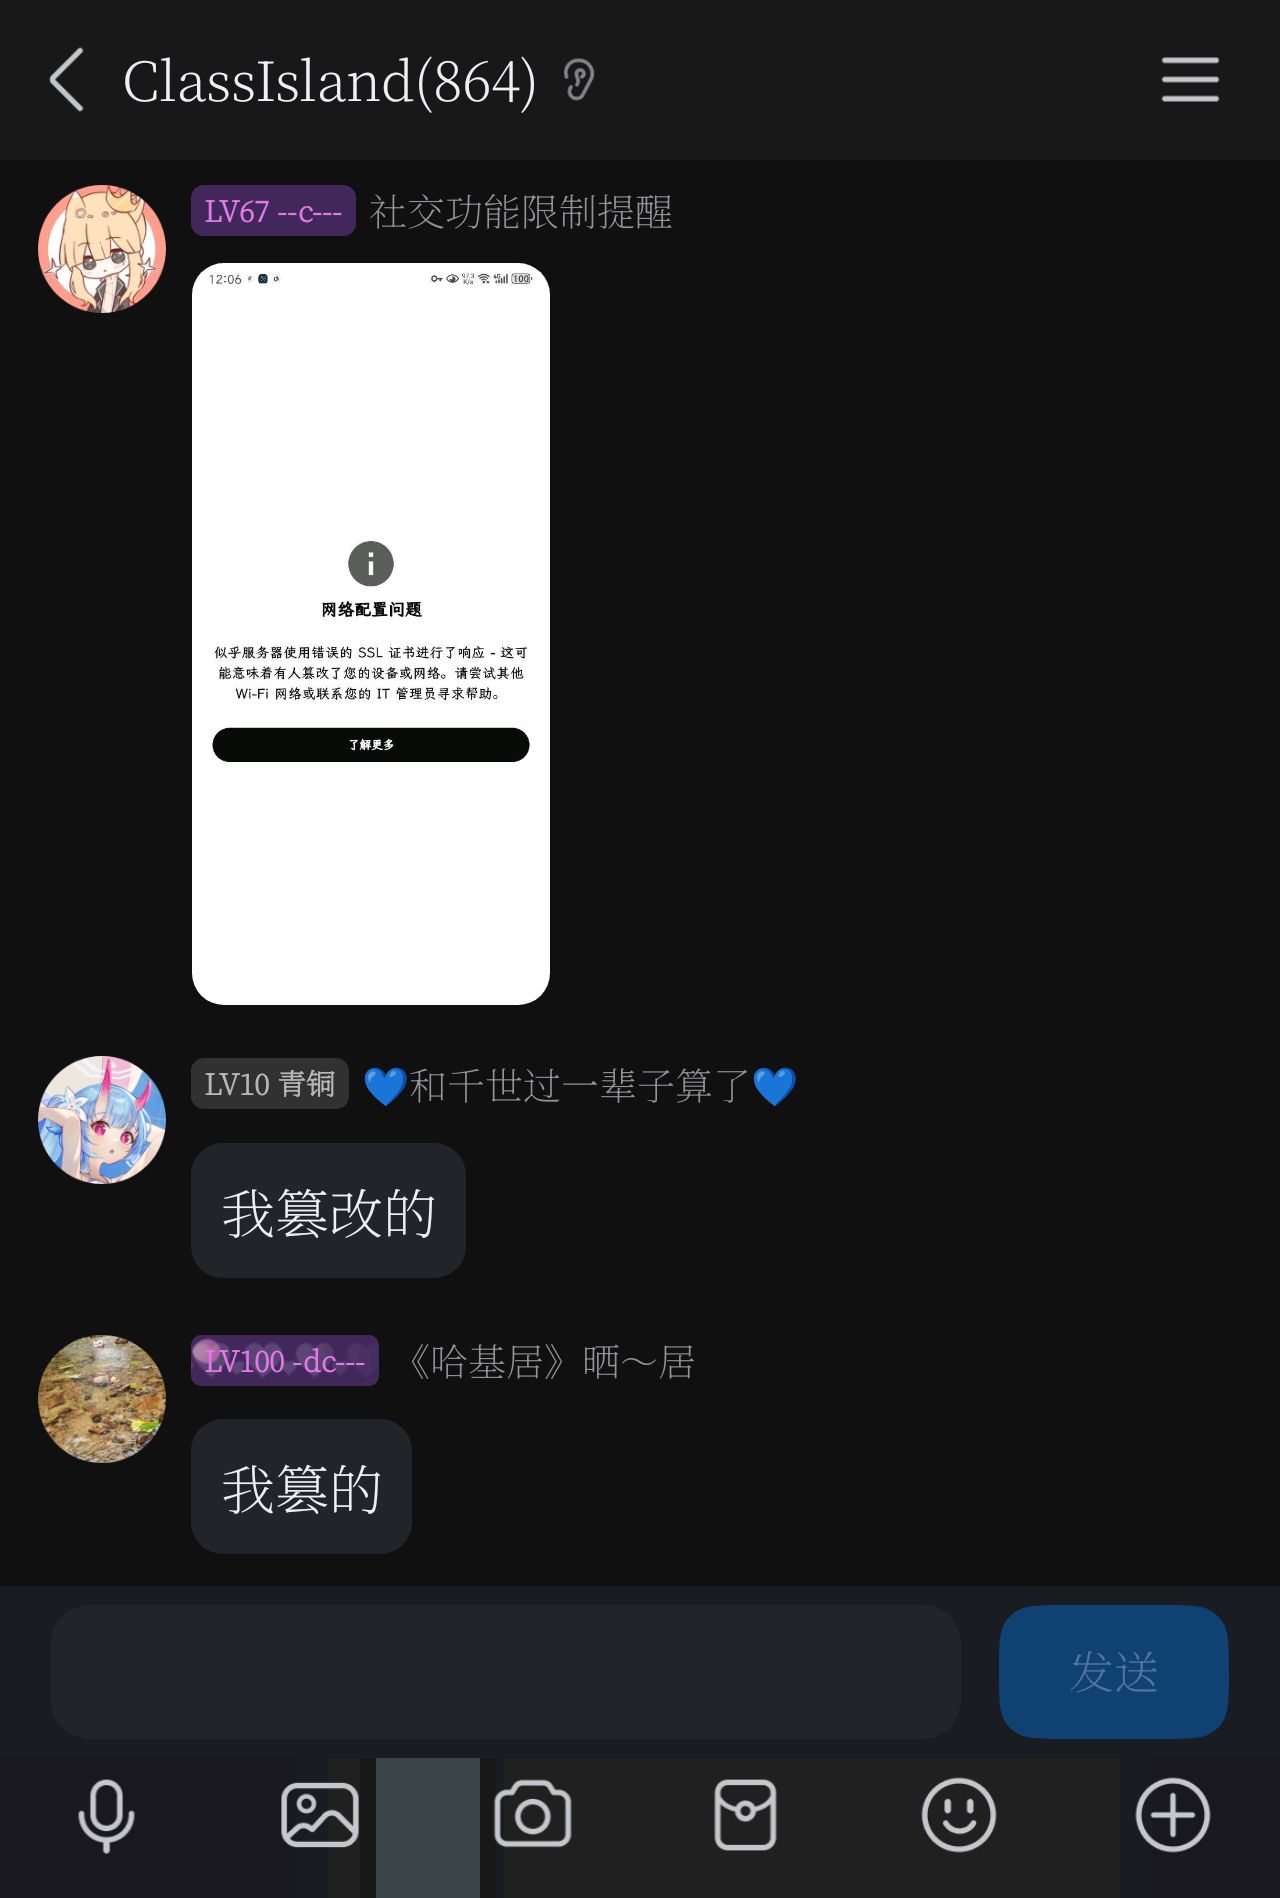 ClassIsland(864)
LV67 --c--- 社交功能限制提醒
12:06
97.3 K/s 4G 100
网络配置问题
似乎服务器使用错误的 SSL 证书进行了响应 - 这可
能意味着有人篡改了您的设备或网络。请尝试其他
Wi-Fi 网络或联系您的 IT 管理员寻求帮助。
了解更多
LV10 青铜 💙和千世过一辈子算了💙
我篡改的
LV100 -dc--- 《哈基居》晒～居
我篡的
发送